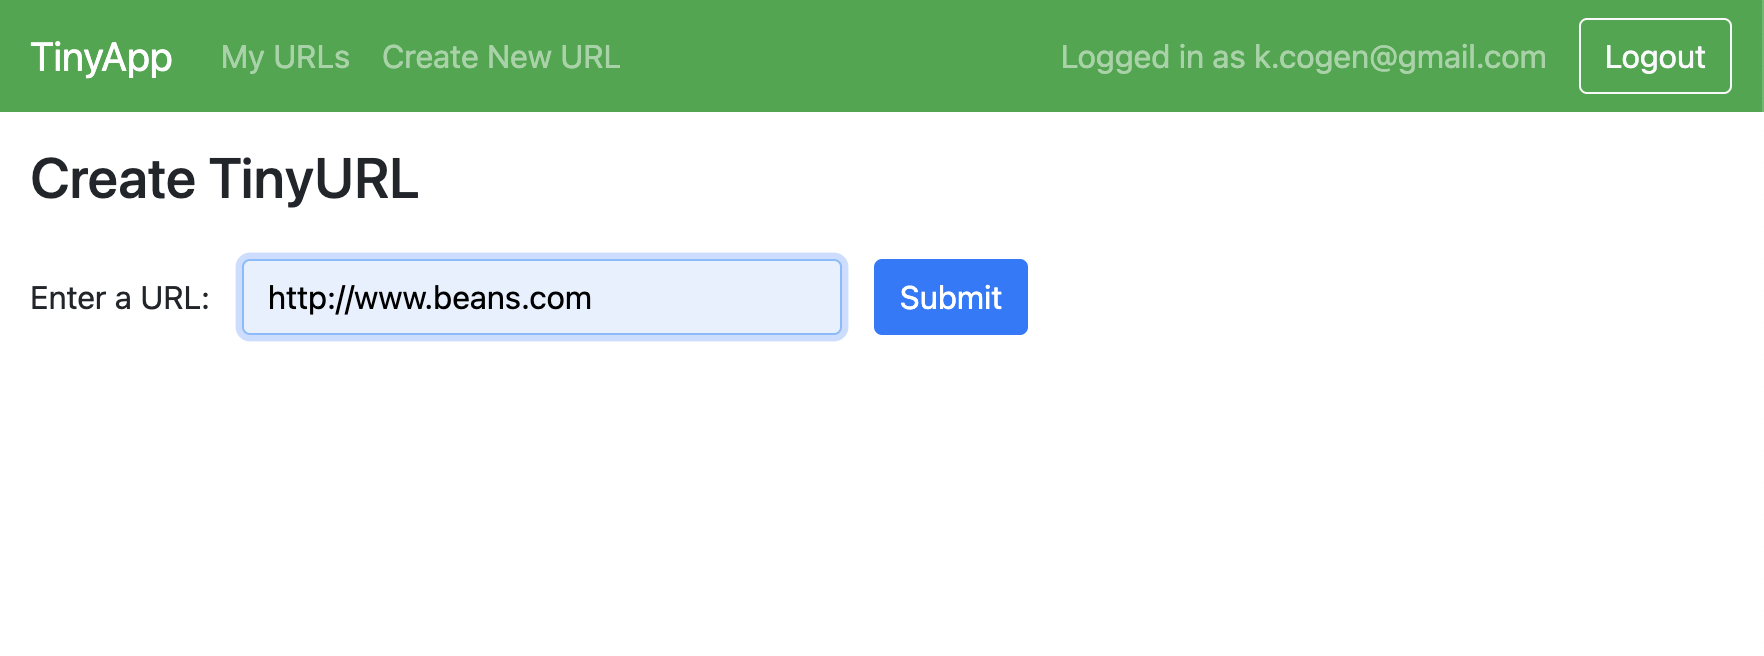 TinyApp My URLs Create New URL Logged in as k.cogen@gmail.com Logout
Create TinyURL
Enter a URL: http://www.beans.com Submit